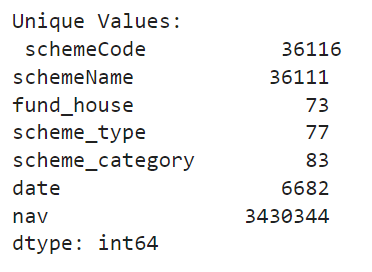 Unique Values:
 schemeCode           36116
schemeName           36111
fund_house              73
scheme_type             77
scheme_category         83
date                  6682
nav                3430344
dtype: int64